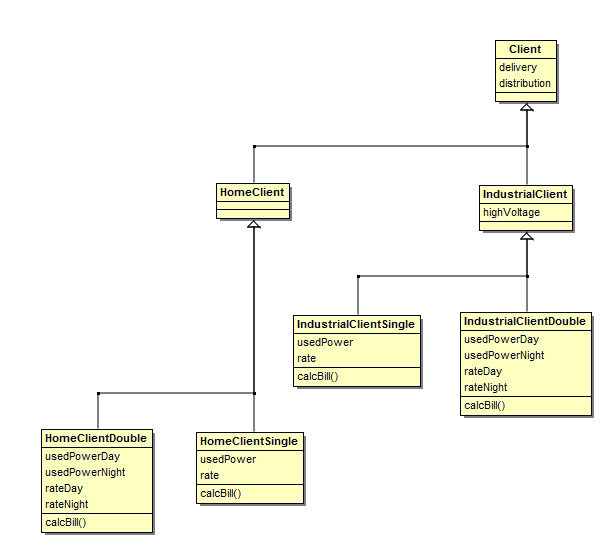 Client
delivery
distribution
HomeClient
IndustrialClient
highVoltage
IndustrialClientSingle
usedPower
rate
calcBill()
IndustrialClientDouble
usedPowerDay
usedPowerNight
rateDay
rateNight
calcBill()
HomeClientDouble
usedPowerDay
usedPowerNight
rateDay
rateNight
calcBill()
HomeClientSingle
usedPower
rate
calcBill()